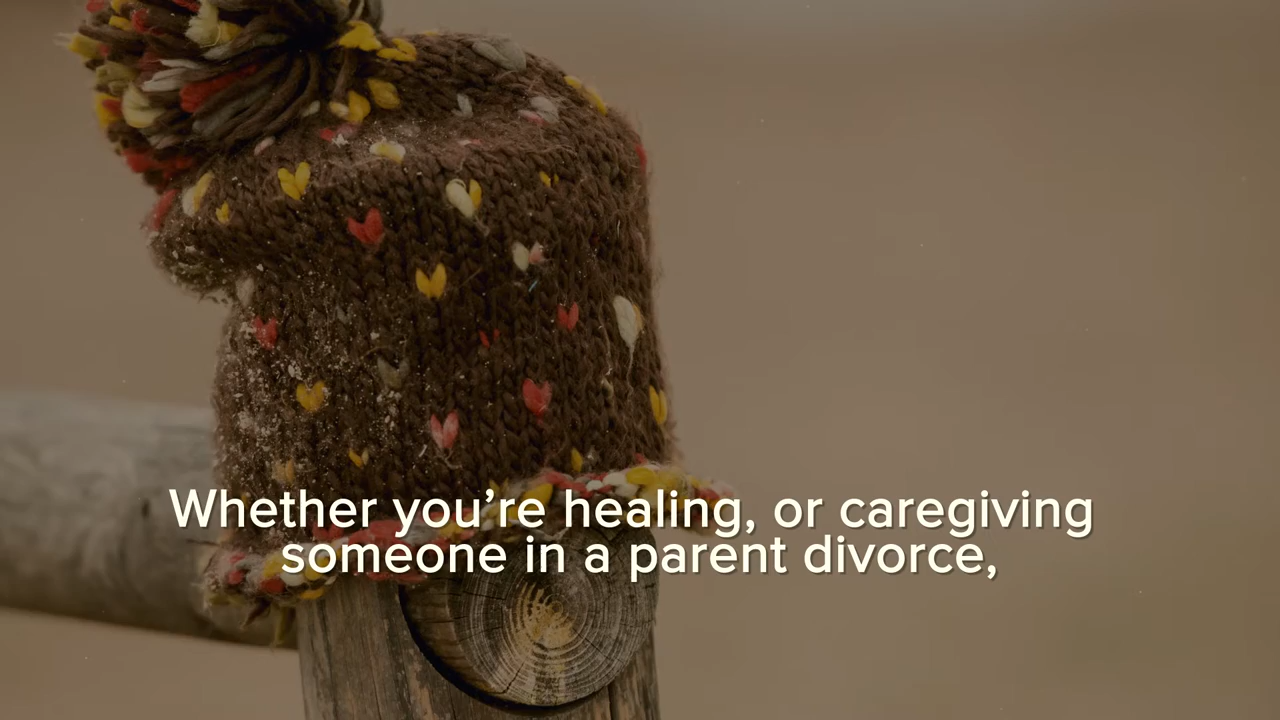 Whether you’re healing, or caregiving
someone in a parent divorce,